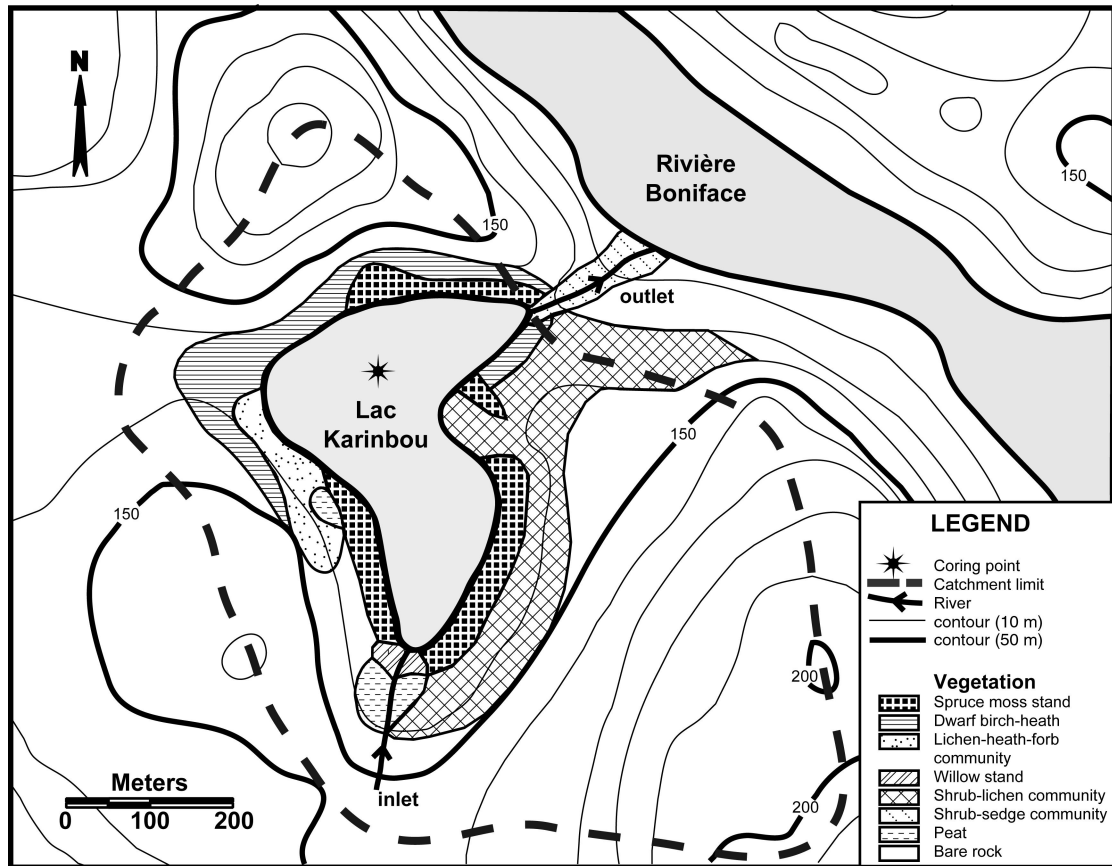 N
Rivière
Boniface
150
150
outlet
Lac
Karinbou
150
150
200
200
inlet
Meters
0 100 200
LEGEND
Coring point
Catchment limit
River
contour (10 m)
contour (50 m)
Vegetation
Spruce moss stand
Dwarf birch-heath
Lichen-heath-forb
community
Willow stand
Shrub-lichen community
Shrub-sedge community
Peat
Bare rock